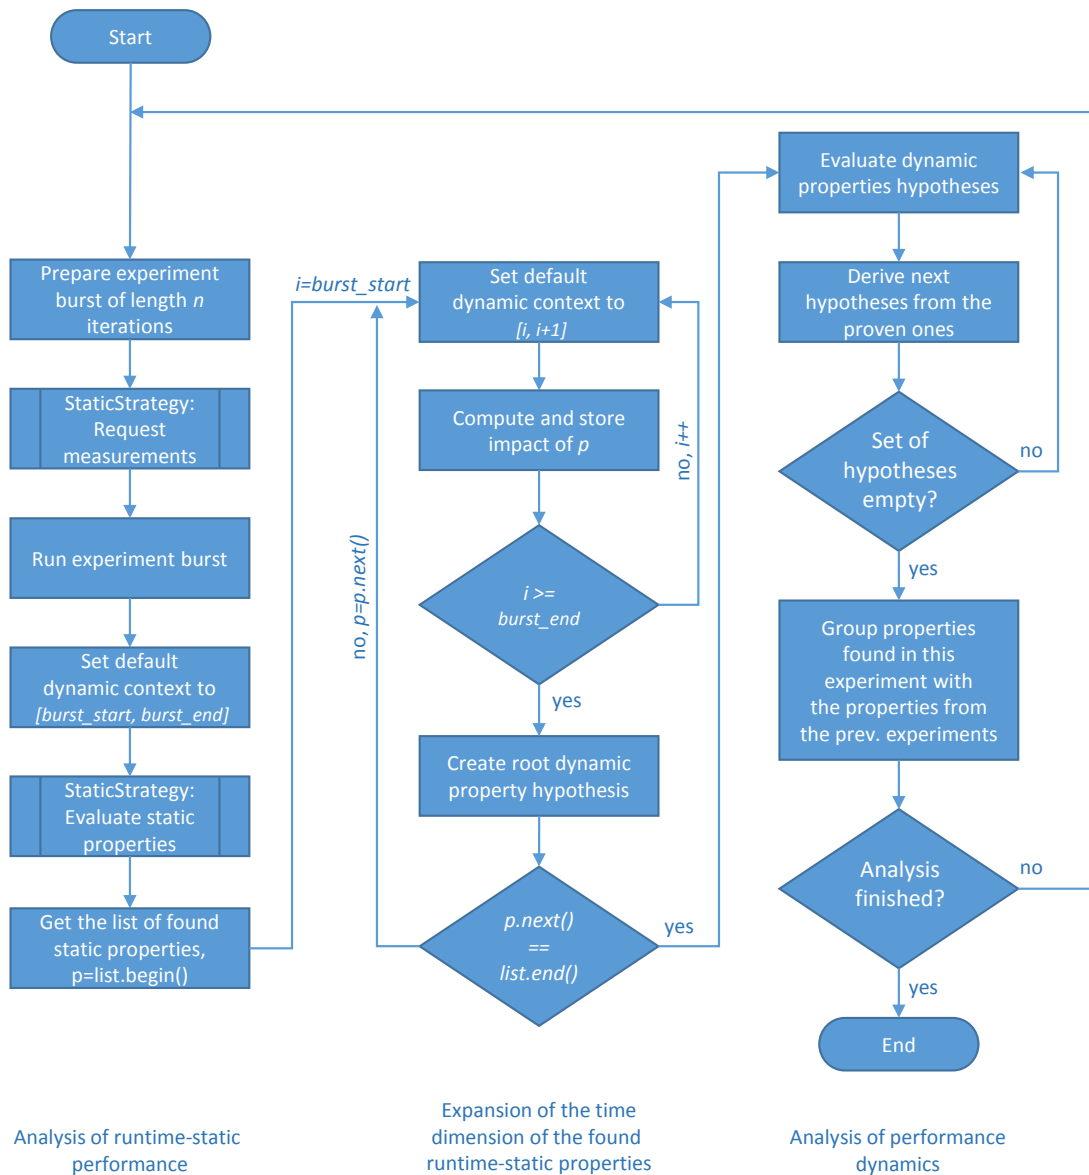 Start
Prepare experiment
burst of length n
iterations
StaticStrategy:
Request
measurements
Run experiment burst
Set default
dynamic context to
[burst_start, burst_end]
StaticStrategy:
Evaluate static
properties
Get the list of found
static properties,
p=list.begin()
Analysis of runtime-static
performance
i=burst_start
Set default
dynamic context to
[i, i+1]
Compute and store
impact of p
no, i++
i >=
burst_end
yes
no, p=p.next()
Create root dynamic
property hypothesis
p.next()
==
list.end()
yes
Expansion of the time
dimension of the found
runtime-static properties
Evaluate dynamic
properties hypotheses
Derive next
hypotheses from the
proven ones
Set of
hypotheses
empty?
no
yes
Group properties
found in this
experiment with
the properties from
the prev. experiments
Analysis
finished?
no
yes
End
Analysis of performance
dynamics